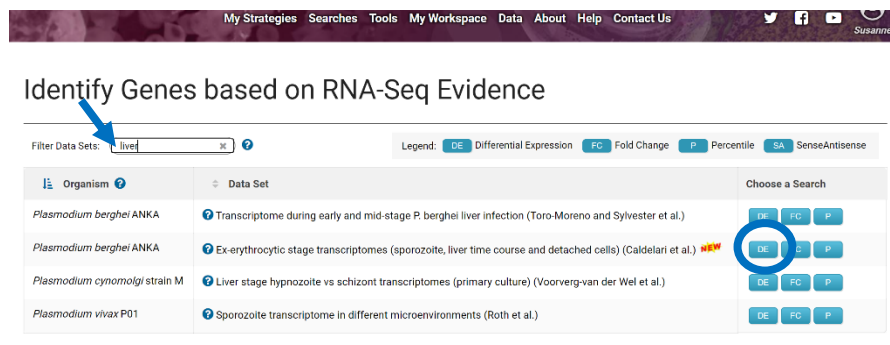 My Strategies Searches Tools My Workspace Data About Help Contact Us
Susanne
Identify Genes based on RNA-Seq Evidence
Filter Data Sets: liver Legend: DE Differential Expression FC Fold Change P Percentile SA SenseAntisense
Organism Data Set Choose a Search
Plasmodium berghei ANKA Transcriptome during early and mid-stage P. berghei liver infection (Toro-Moreno and Sylvester et al.) DE FC P
Plasmodium berghei ANKA Ex-erythrocytic stage transcriptomes (sporozoite, liver time course and detached cells) (Caldelari et al.) NEW DE FC P
Plasmodium cynomolgi strain M Liver stage hypnozoite vs schizont transcriptomes (primary culture) (Voorverg-van der Wel et al.) DE FC P
Plasmodium vivax P01 Sporozoite transcriptome in different microenvironments (Roth et al.) DE FC P